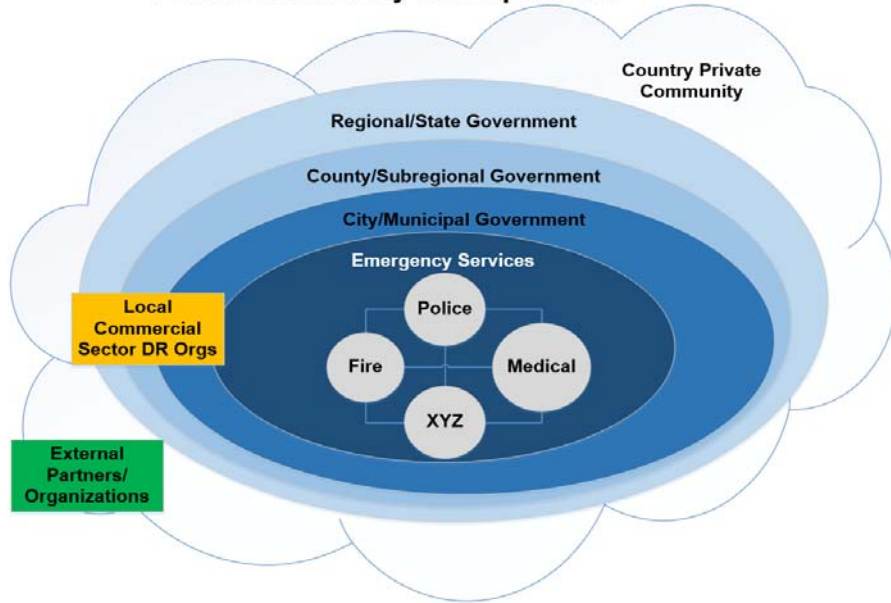 Country Private
Community
Regional/State Government
County/Subregional Government
City/Municipal Government
Emergency Services
Police
Local
Commercial
Sector DR Orgs
Fire
Medical
XYZ
External
Partners/
Organizations